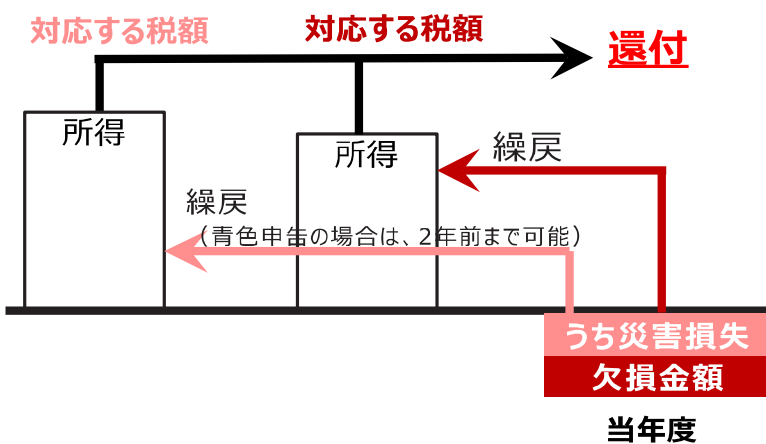 対応する税額
対応する税額
還付
所得
所得
繰戻
繰戻
（青色申告の場合は、2年前まで可能）
うち災害損失
欠損金額
当年度